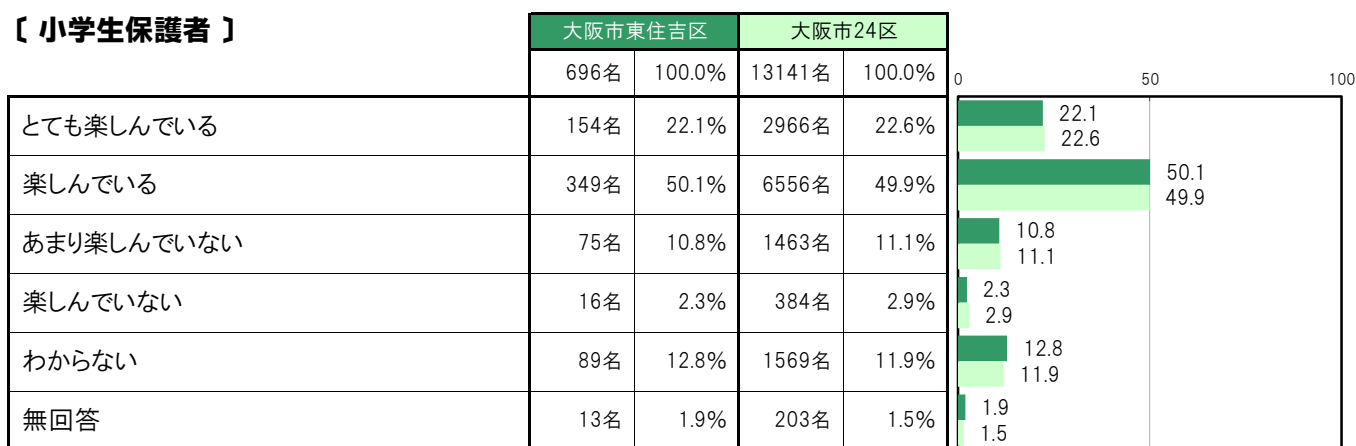 〔 小学生保護者 〕
大阪市東住吉区 大阪市24区
696名 100.0% 13141名 100.0%
0 50 100
とても楽しんでいる 154名 22.1% 2966名 22.6%
22.1
22.6
楽しんでいる 349名 50.1% 6556名 49.9%
50.1
49.9
あまり楽しんでいない 75名 10.8% 1463名 11.1%
10.8
11.1
楽しんでいない 16名 2.3% 384名 2.9%
2.3
2.9
わからない 89名 12.8% 1569名 11.9%
12.8
11.9
無回答 13名 1.9% 203名 1.5%
1.9
1.5